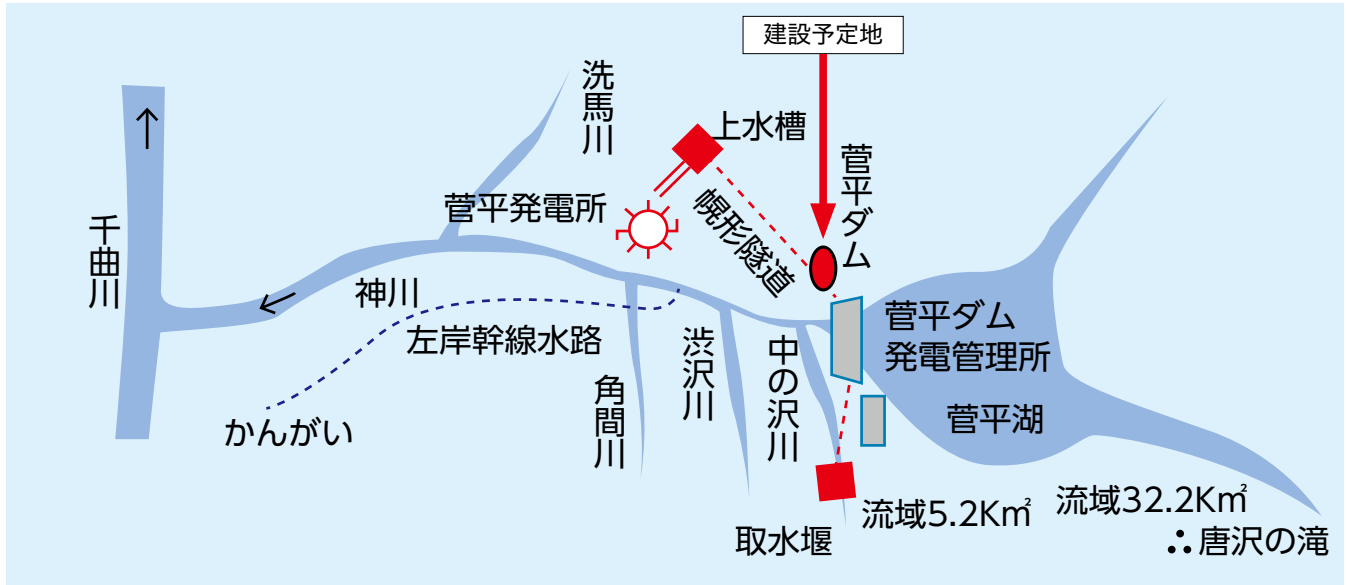 建設予定地
洗馬川
上水槽
菅平ダム
菅平発電所
幌形隧道
千曲川
神川
左岸幹線水路
かんがい
角間川
渋沢川
中の沢川
菅平ダム
発電管理所
菅平湖
流域5.2K㎡
流域32.2K㎡
取水堰
∴唐沢の滝